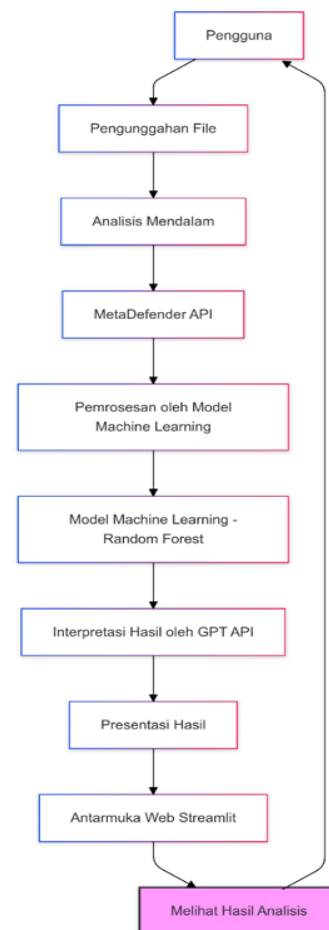 Pengguna
Pengunggahan File
Analisis Mendalam
MetaDefender API
Pemrosesan oleh Model
Machine Learning
Model Machine Learning -
Random Forest
Interpretasi Hasil oleh GPT API
Presentasi Hasil
Antarmuka Web Streamlit
Melihat Hasil Analisis